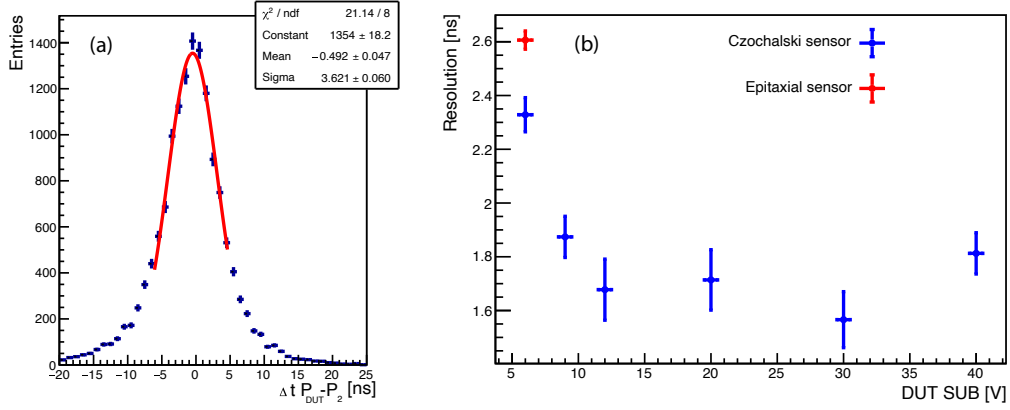 Entries
(a)
χ² / ndf 21.14 / 8
Constant 1354 ± 18.2
Mean −0.492 ± 0.047
Sigma 3.621 ± 0.060
1400
1200
1000
800
600
400
200
0
−20 −15 −10 −5 0 5 10 15 20 25
Δ t P_DUT-P_2 [ns]
Resolution [ns]
(b)
Czochalski sensor
Epitaxial sensor
2.6
2.4
2.2
2
1.8
1.6
5 10 15 20 25 30 35 40
DUT SUB [V]